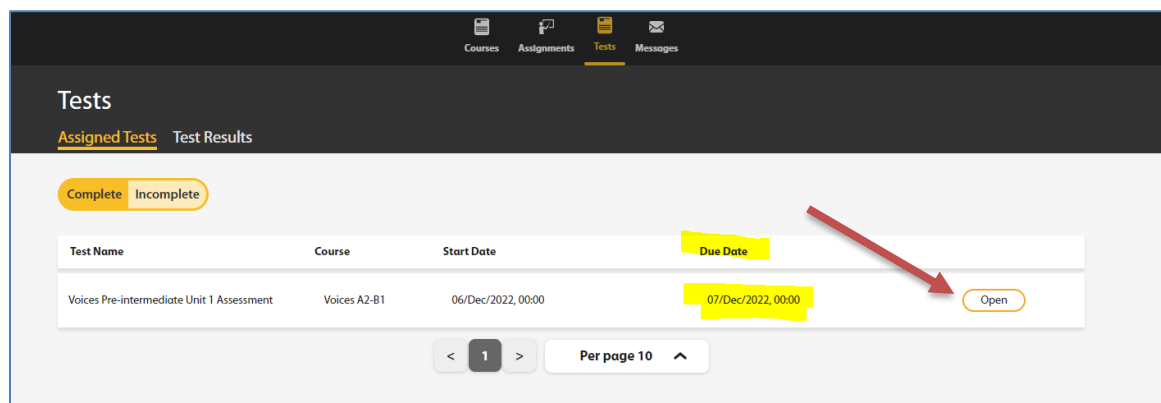 Courses Assignments Tests Messages
Tests
Assigned Tests Test Results
Complete Incomplete
Test Name Course Start Date Due Date
Voices Pre-intermediate Unit 1 Assessment Voices A2-B1 06/Dec/2022, 00:00 07/Dec/2022, 00:00 Open
< 1 > Per page 10